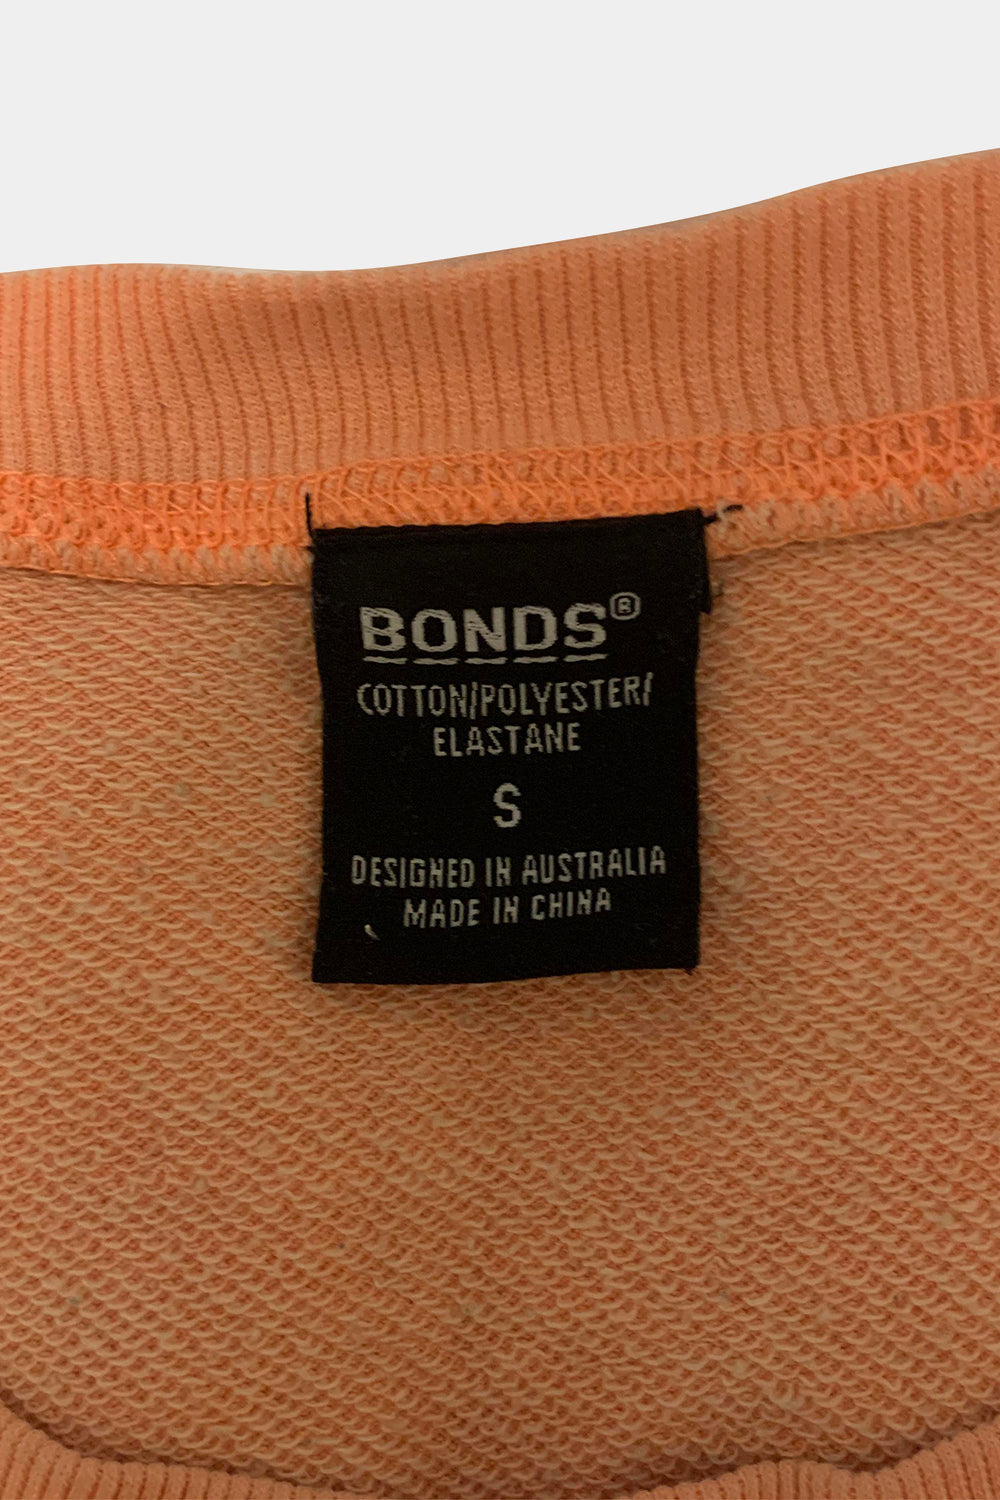 BONDS®
COTTON/POLYESTER/
ELASTANE
S
DESIGNED IN AUSTRALIA
MADE IN CHINA